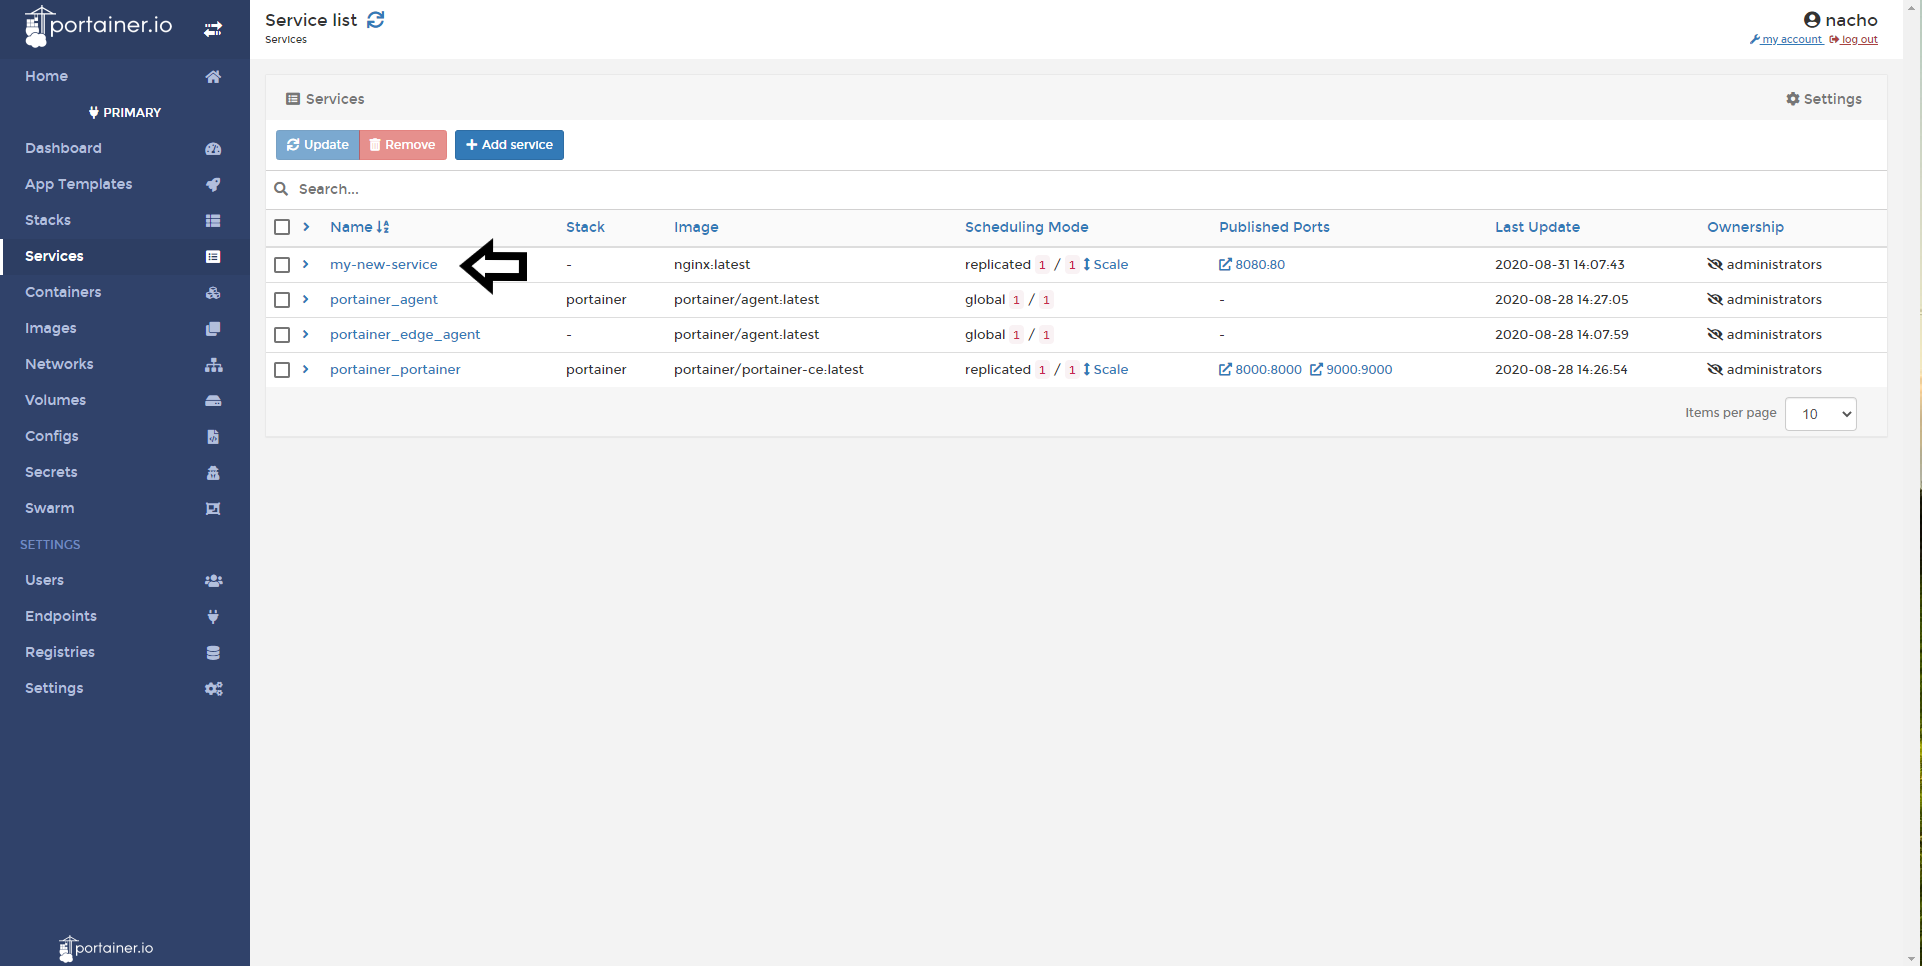 portainer.io
Home
PRIMARY
Dashboard
App Templates
Stacks
Services
Containers
Images
Networks
Volumes
Configs
Secrets
Swarm
SETTINGS
Users
Endpoints
Registries
Settings
portainer.io
Service list
Services
nacho
my account log out
Services Settings
Update Remove Add service
Search...
Name Stack Image Scheduling Mode Published Ports Last Update Ownership
my-new-service - nginx:latest replicated 1 / 1 Scale 8080:80 2020-08-31 14:07:43 administrators
portainer_agent portainer portainer/agent:latest global 1 / 1 - 2020-08-28 14:27:05 administrators
portainer_edge_agent - portainer/agent:latest global 1 / 1 - 2020-08-28 14:07:59 administrators
portainer_portainer portainer portainer/portainer-ce:latest replicated 1 / 1 Scale 8000:8000 9000:9000 2020-08-28 14:26:54 administrators
Items per page 10